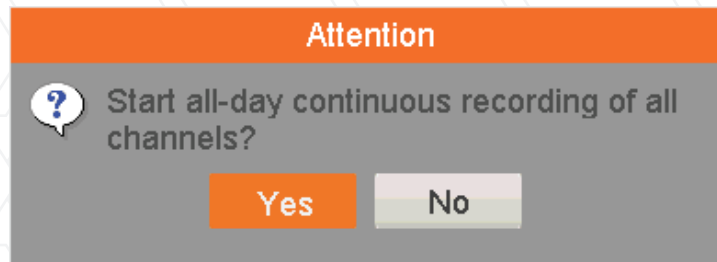 Attention
Start all-day continuous recording of all
channels?
Yes
No